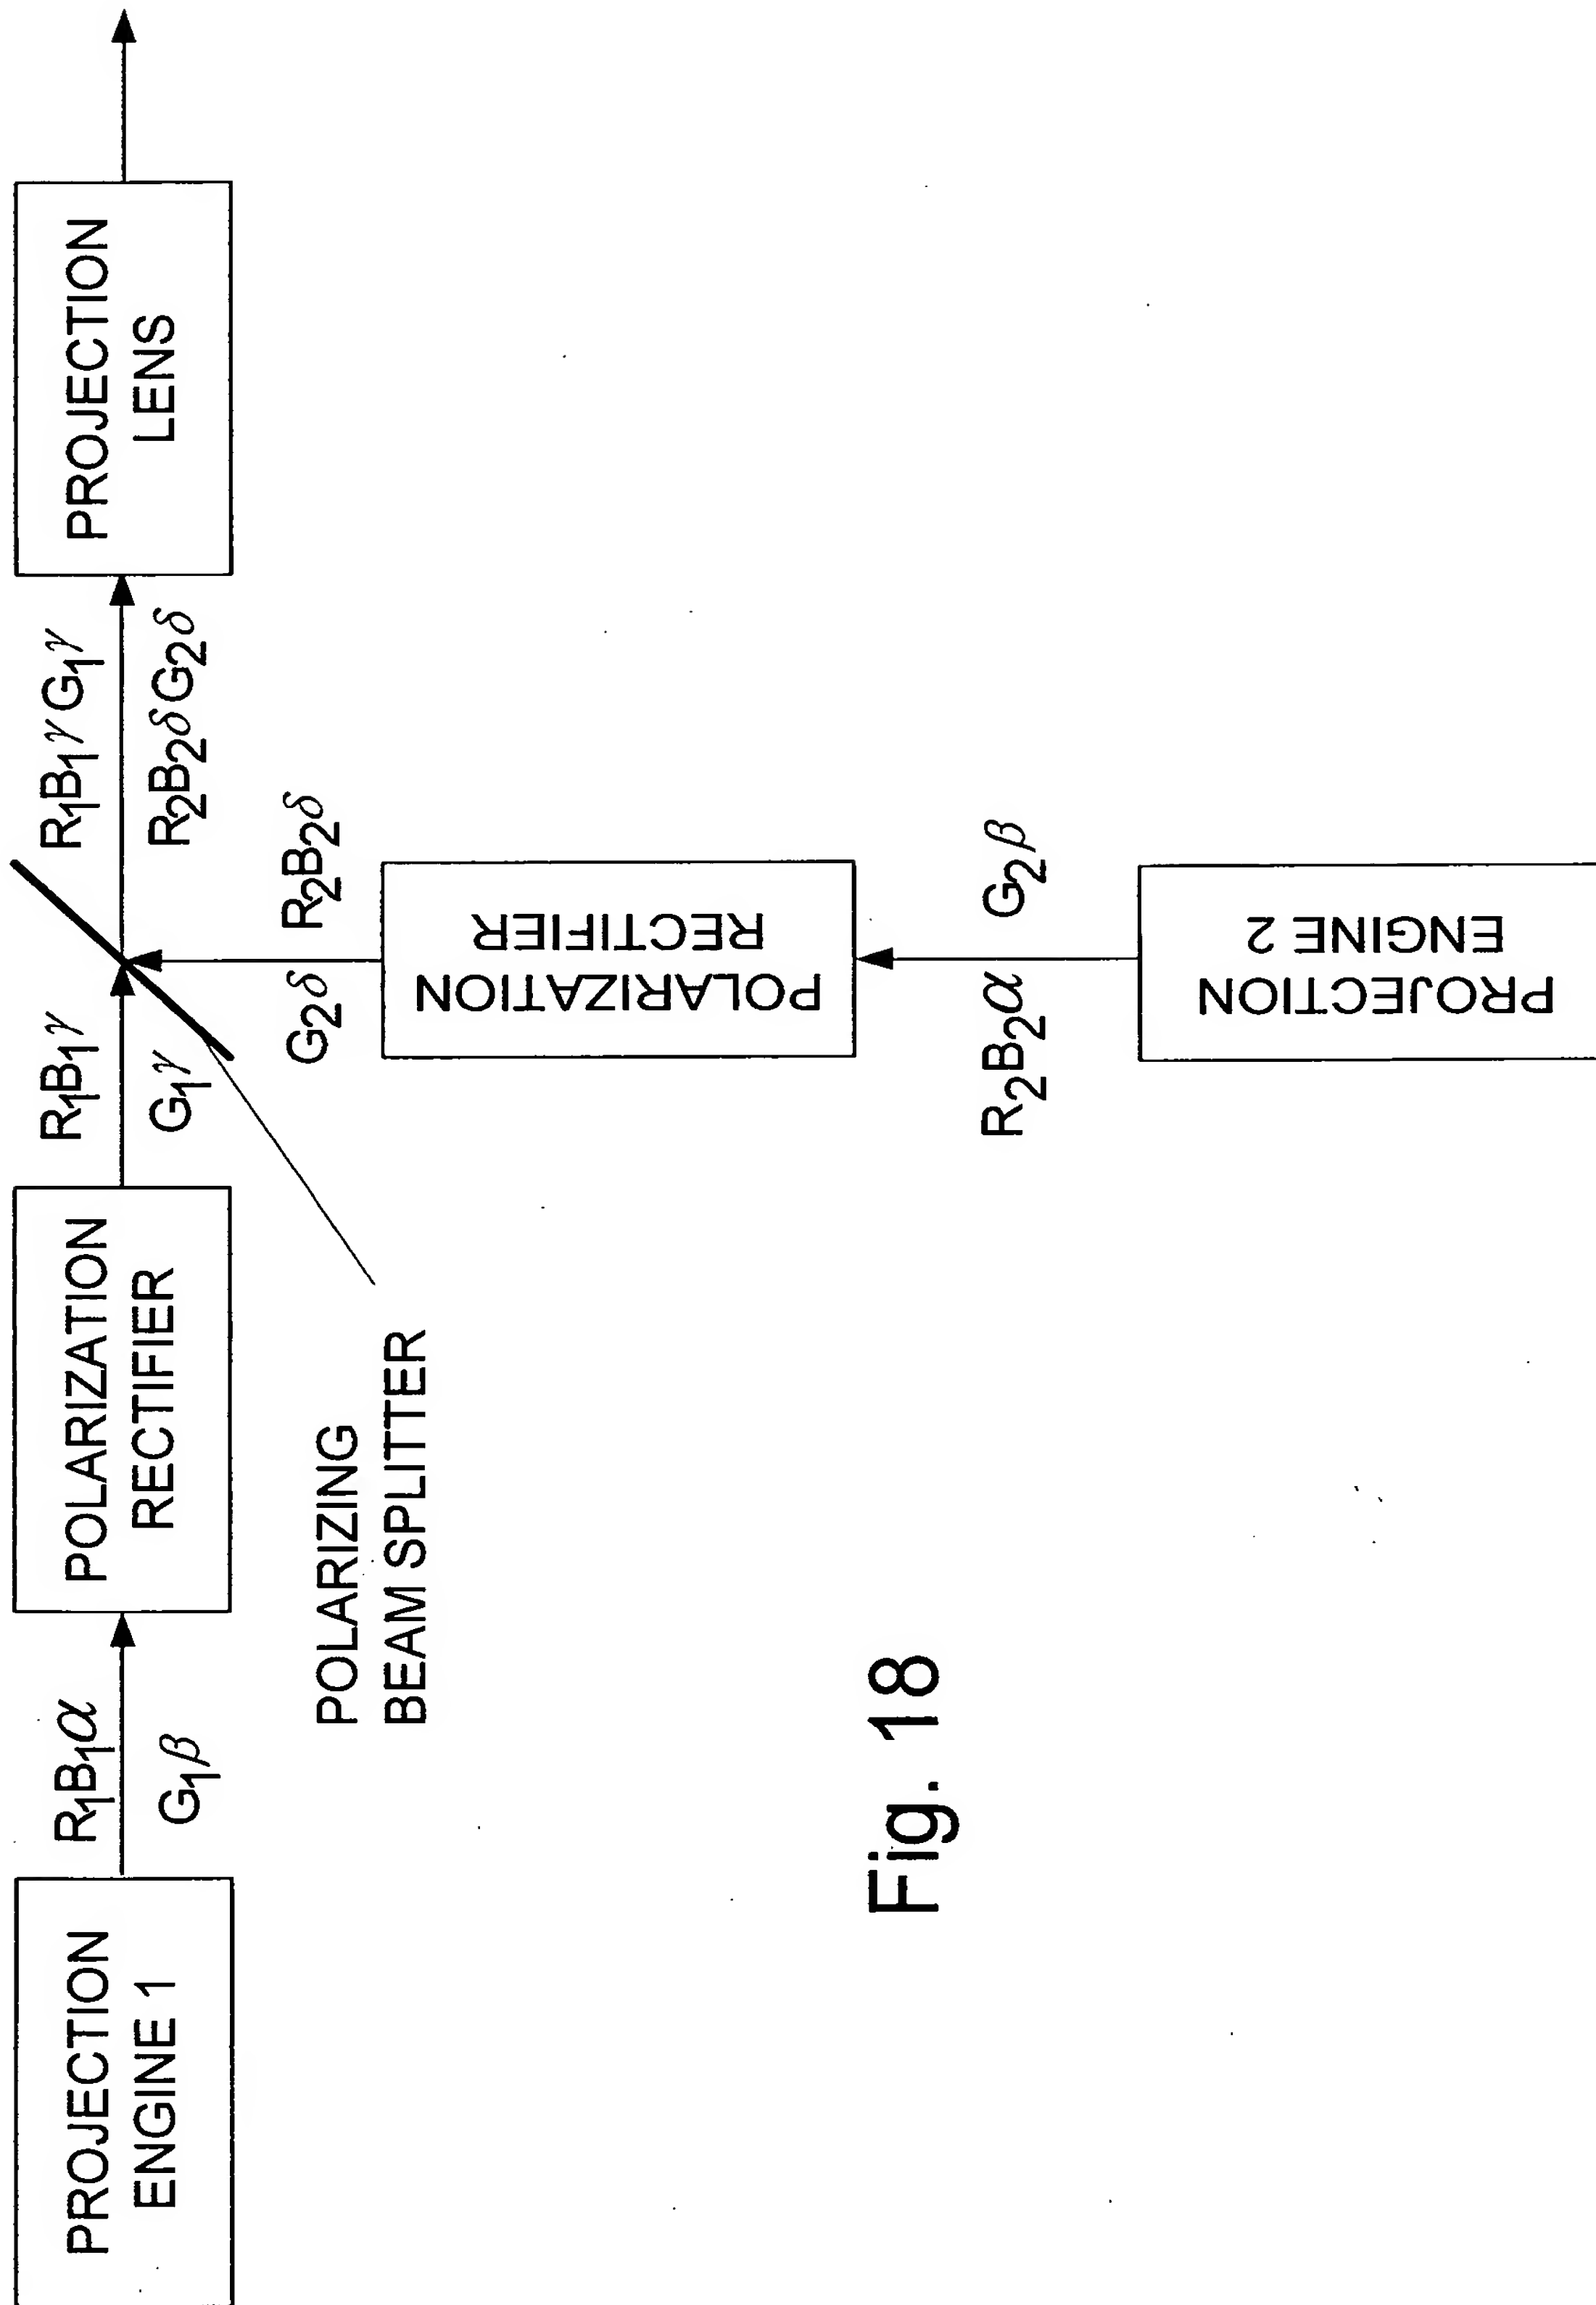 PROJECTION
ENGINE 1
R₁B₁α
G₁β
POLARIZATION
RECTIFIER
R₁B₁γ
G₁γ
R₁B₁γG₁γ
R₂B₂δG₂δ
PROJECTION
LENS
POLARIZING
BEAM SPLITTER
G₂δ
R₂B₂δ
POLARIZATION
RECTIFIER
R₂B₂α
G₂β
PROJECTION
ENGINE 2
Fig. 18